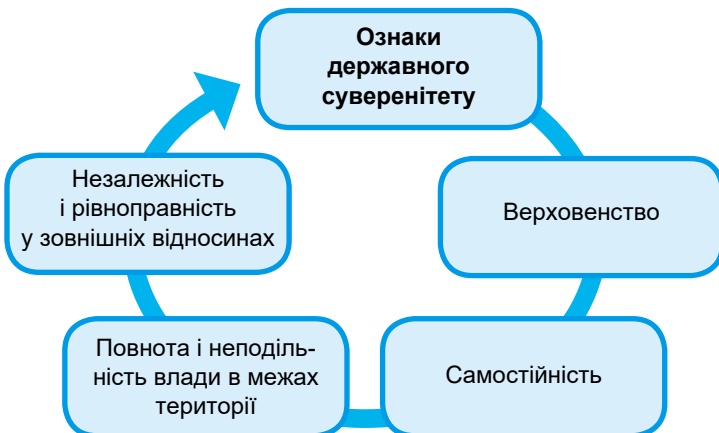 Ознаки
державного
суверенітету
Верховенство
Самостійність
Повнота і неподіль-
ність влади в межах
території
Незалежність
і рівноправність
у зовнішніх відносинах